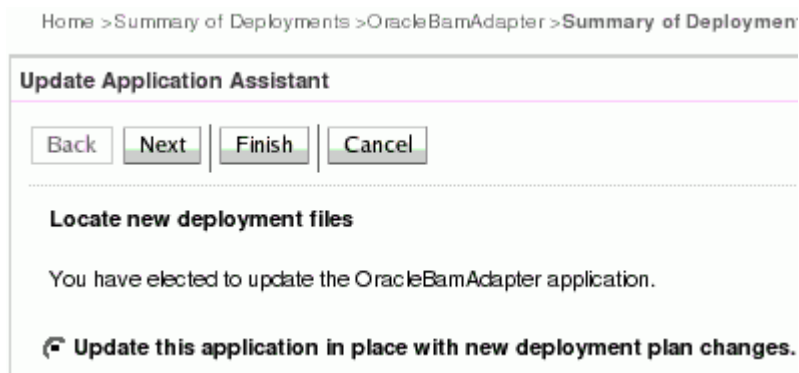 Home >Summary of Deployments >OracleBamAdapter >Summary of Deployment
Update Application Assistant
Back Next Finish Cancel
Locate new deployment files
You have elected to update the OracleBamAdapter application.
Update this application in place with new deployment plan changes.